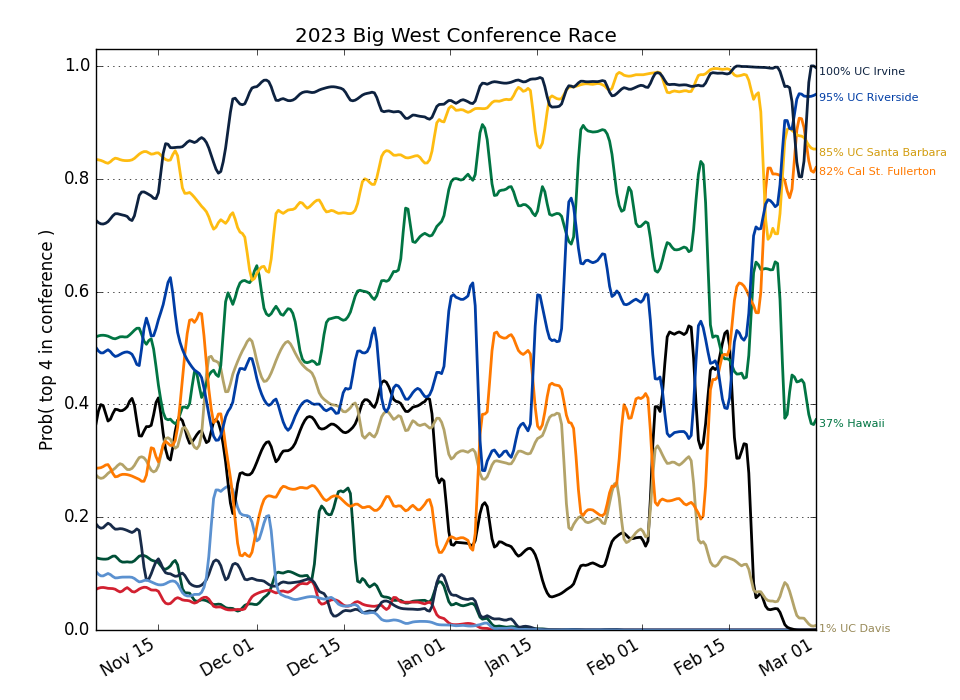 2023 Big West Conference Race
Prob( top 4 in conference )
1.0
0.8
0.6
0.4
0.2
0.0
Nov 15
Dec 01
Dec 15
Jan 01
Jan 15
Feb 01
Feb 15
Mar 01
100% UC Irvine
95% UC Riverside
85% UC Santa Barbara
82% Cal St. Fullerton
37% Hawaii
1% UC Davis